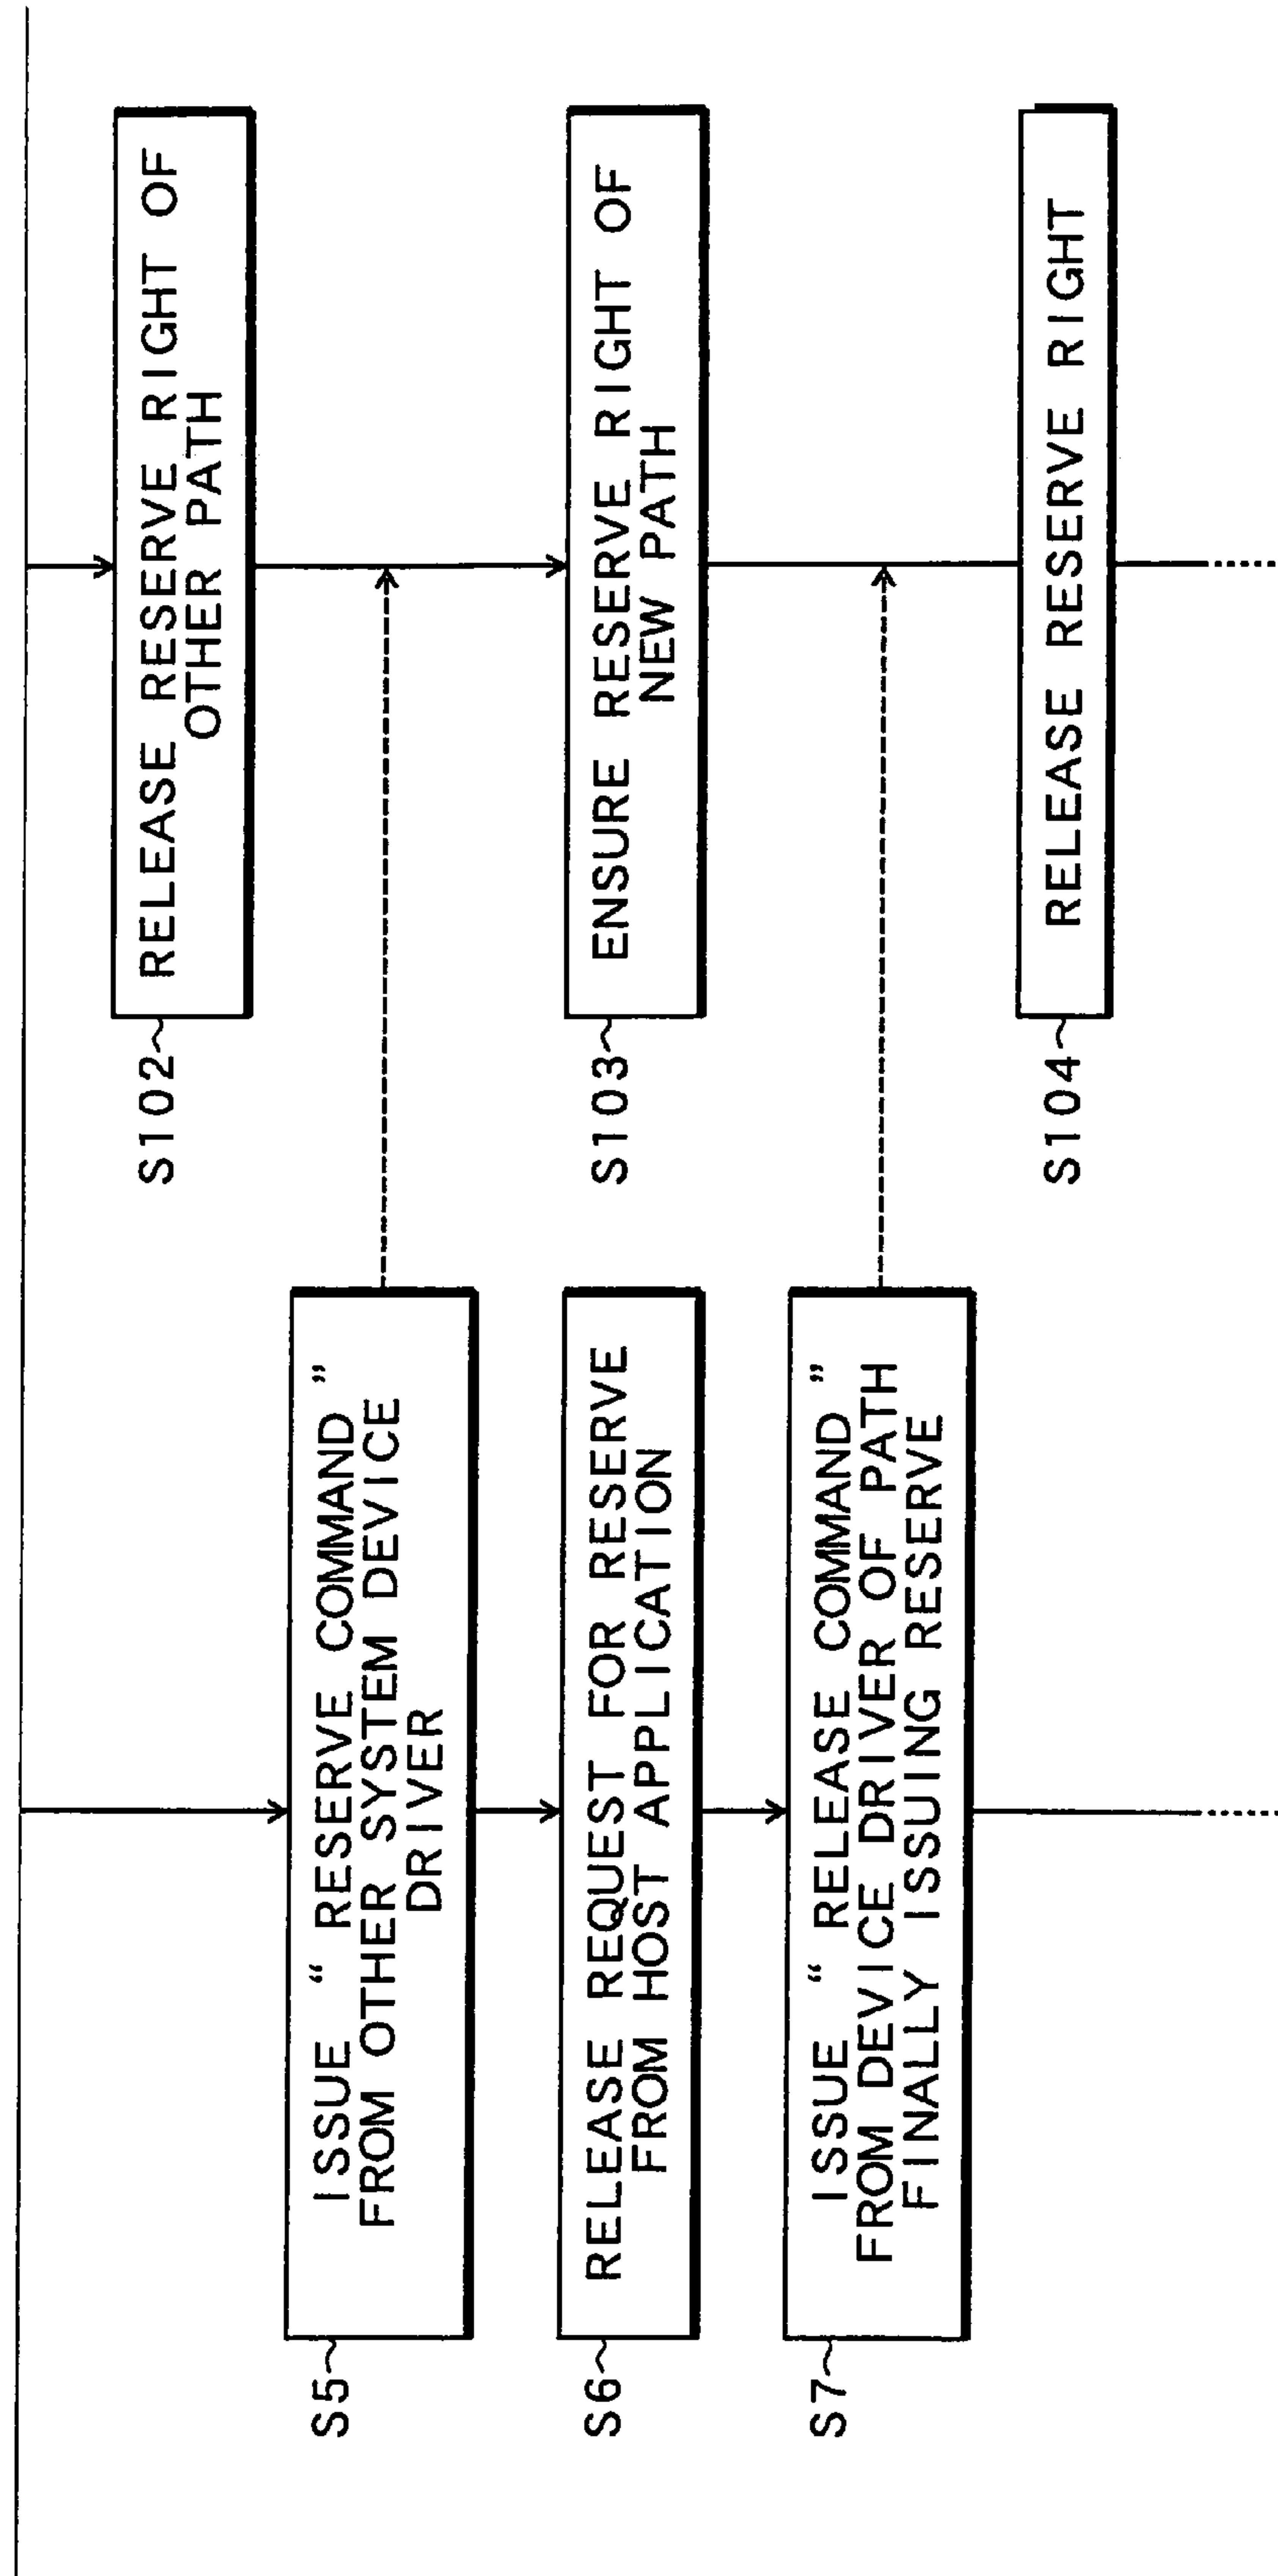 S5
ISSUE “ RESERVE COMMAND ”
FROM OTHER SYSTEM DEVICE
DRIVER
S6
RELEASE REQUEST FOR RESERVE
FROM HOST APPLICATION
S7
ISSUE “ RELEASE COMMAND ”
FROM DEVICE DRIVER OF PATH
FINALLY ISSUING RESERVE
S102
RELEASE RESERVE RIGHT OF
OTHER PATH
S103
ENSURE RESERVE RIGHT OF
NEW PATH
S104
RELEASE RESERVE RIGHT